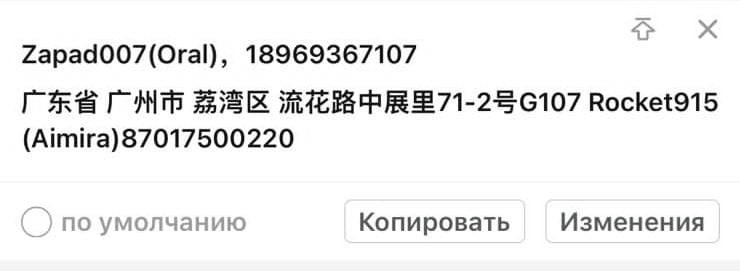 Zapad007(Oral)，18969367107
广东省 广州市 荔湾区 流花路中展里71-2号G107 Rocket915
(Aimira)87017500220
по умолчанию
Копировать
Изменения